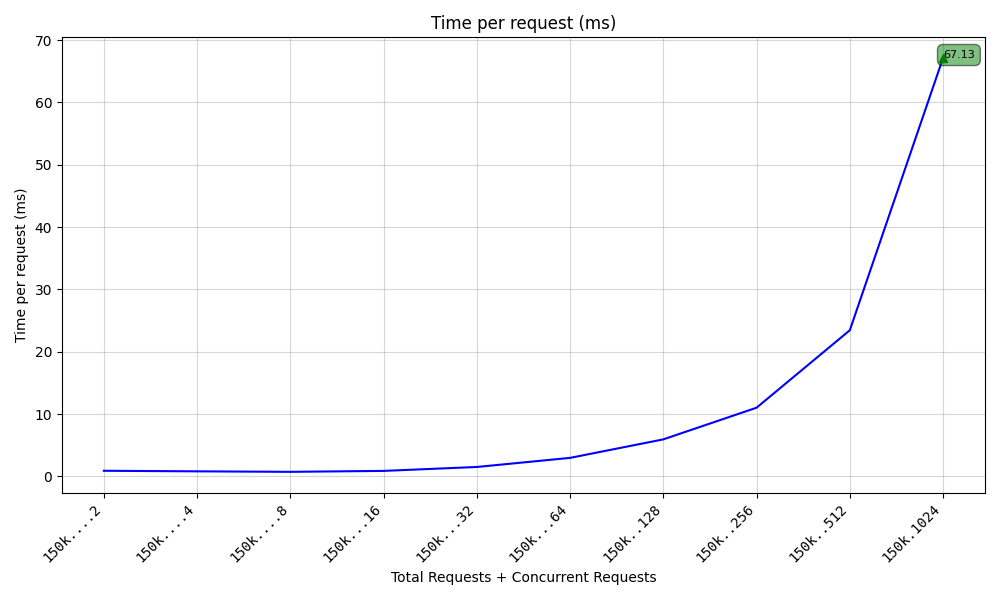 Time per request (ms)
70
67.13
60
50
40
30
20
10
0
Time per request (ms)
150k....2
150k....4
150k....8
150k...16
150k...32
150k...64
150k..128
150k..256
150k..512
150k.1024
Total Requests + Concurrent Requests